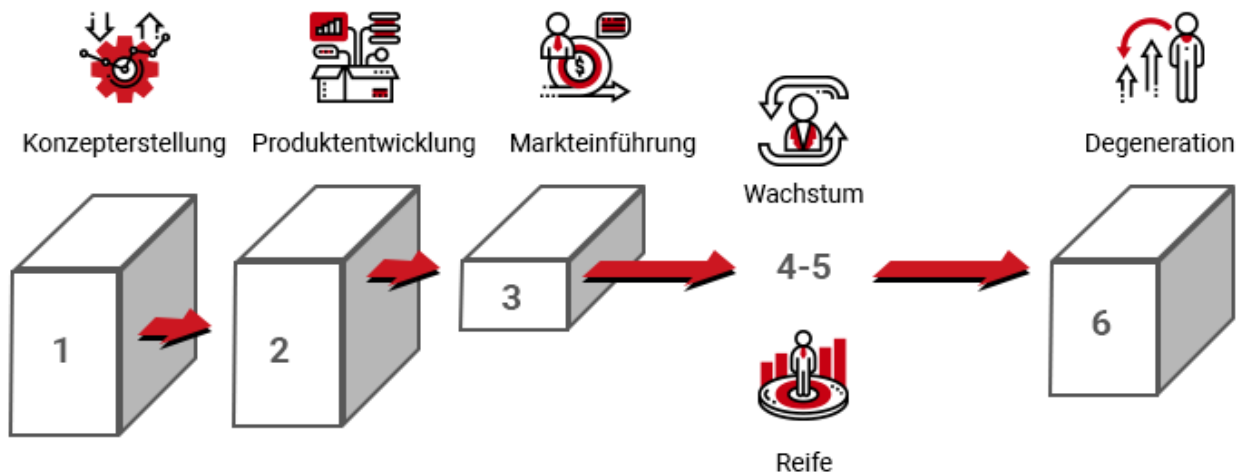 Konzepterstellung
Produktentwicklung
Markteinführung
Wachstum
Degeneration
1
2
3
4-5
6
Reife
$